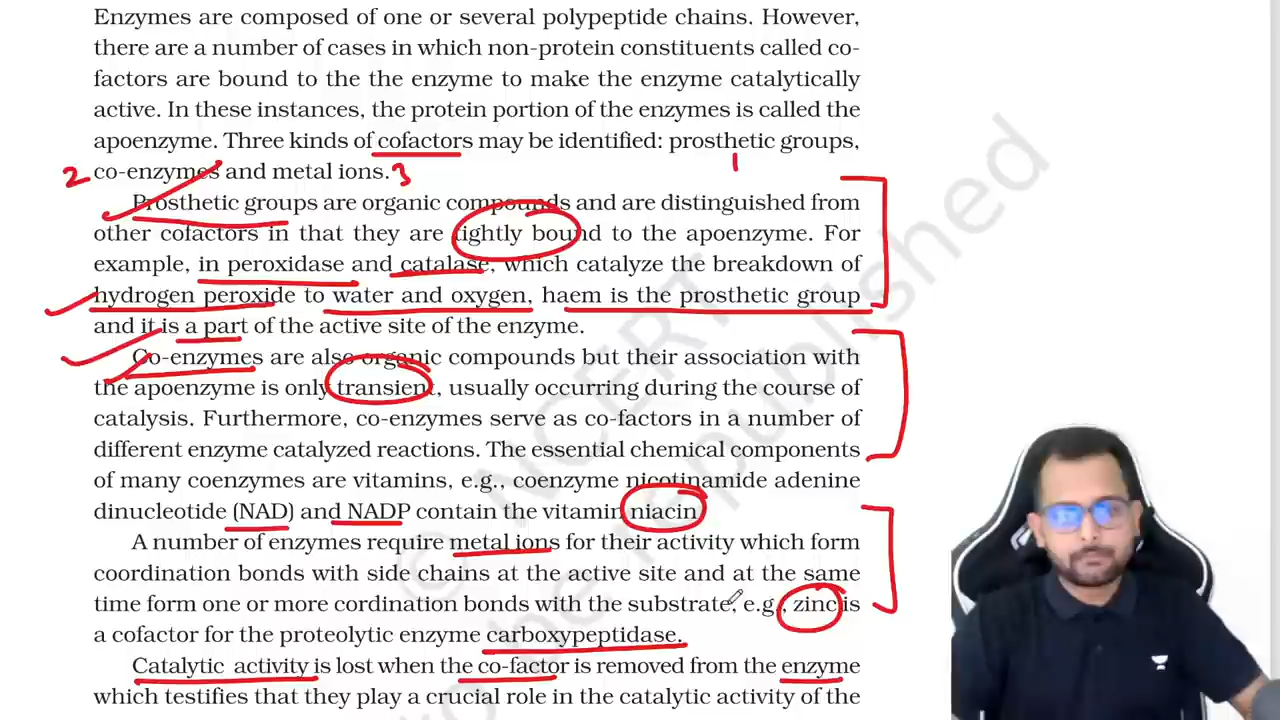 Enzymes are composed of one or several polypeptide chains. However,
there are a number of cases in which non-protein constituents called co-
factors are bound to the the enzyme to make the enzyme catalytically
active. In these instances, the protein portion of the enzymes is called the
apoenzyme. Three kinds of cofactors may be identified: prosthetic groups,
1
2 co-enzymes and metal ions. 3
Prosthetic groups are organic compounds and are distinguished from
other cofactors in that they are tightly bound to the apoenzyme. For
example, in peroxidase and catalase, which catalyze the breakdown of
hydrogen peroxide to water and oxygen, haem is the prosthetic group
and it is a part of the active site of the enzyme.
Co-enzymes are also organic compounds but their association with
the apoenzyme is only transient, usually occurring during the course of
catalysis. Furthermore, co-enzymes serve as co-factors in a number of
different enzyme catalyzed reactions. The essential chemical components
of many coenzymes are vitamins, e.g., coenzyme nicotinamide adenine
dinucleotide (NAD) and NADP contain the vitamin niacin.
A number of enzymes require metal ions for their activity which form
coordination bonds with side chains at the active site and at the same
time form one or more cordination bonds with the substrate, e.g., zinc is
a cofactor for the proteolytic enzyme carboxypeptidase.
Catalytic activity is lost when the co-factor is removed from the enzyme
which testifies that they play a crucial role in the catalytic activity of the
© NCERT
to be republished